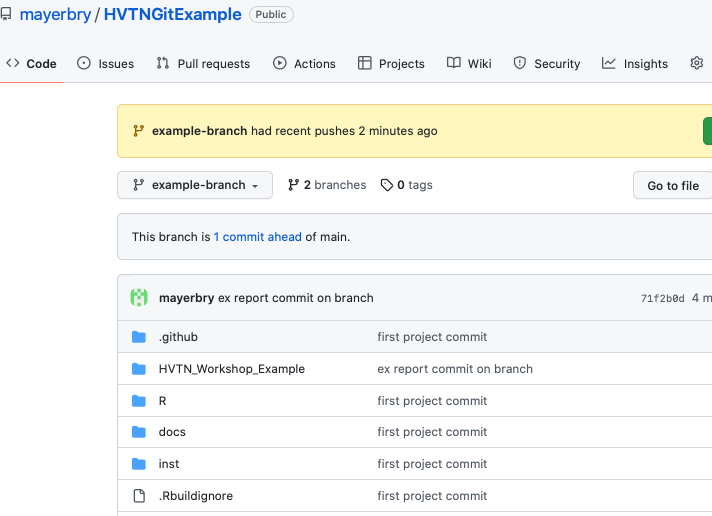 mayerbry / HVTNGitExample Public
Code Issues Pull requests Actions Projects Wiki Security Insights
example-branch had recent pushes 2 minutes ago
example-branch 2 branches 0 tags Go to file
This branch is 1 commit ahead of main.
mayerbry ex report commit on branch 71f2b0d 4 m
.github first project commit
HVTN_Workshop_Example ex report commit on branch
R first project commit
docs first project commit
inst first project commit
.Rbuildignore first project commit